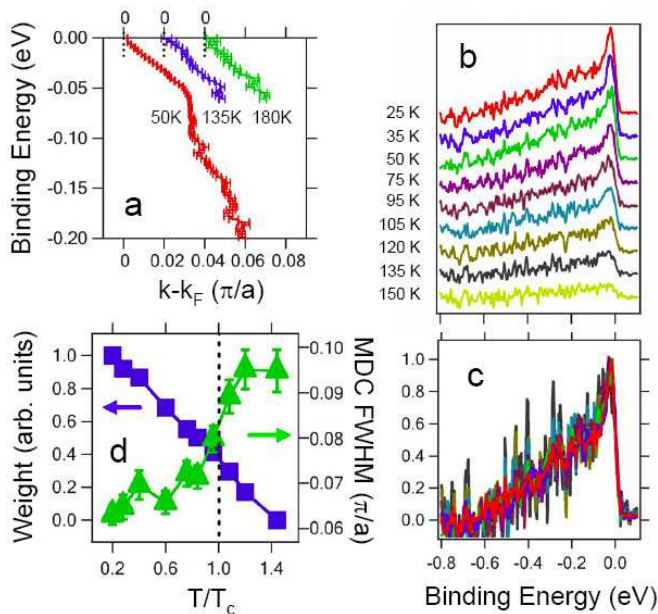 0 0 0
0.00
-0.05
-0.10
-0.15
-0.20
Binding Energy (eV)
50K 135K 180K
a
0 0.02 0.04 0.06 0.08
k-kF (π/a)
b
25 K
35 K
50 K
75 K
95 K
105 K
120 K
135 K
150 K
Weight (arb. units)
1.0
0.8
0.6
0.4
0.2
0.0
d
0.10
0.09
0.08
0.07
0.06
MDC FWHM (π/a)
0.2 0.6 1.0 1.4
T/Tc
c
1.0
0.8
0.6
0.4
0.2
0.0
-0.8 -0.6 -0.4 -0.2 0.0
Binding Energy (eV)